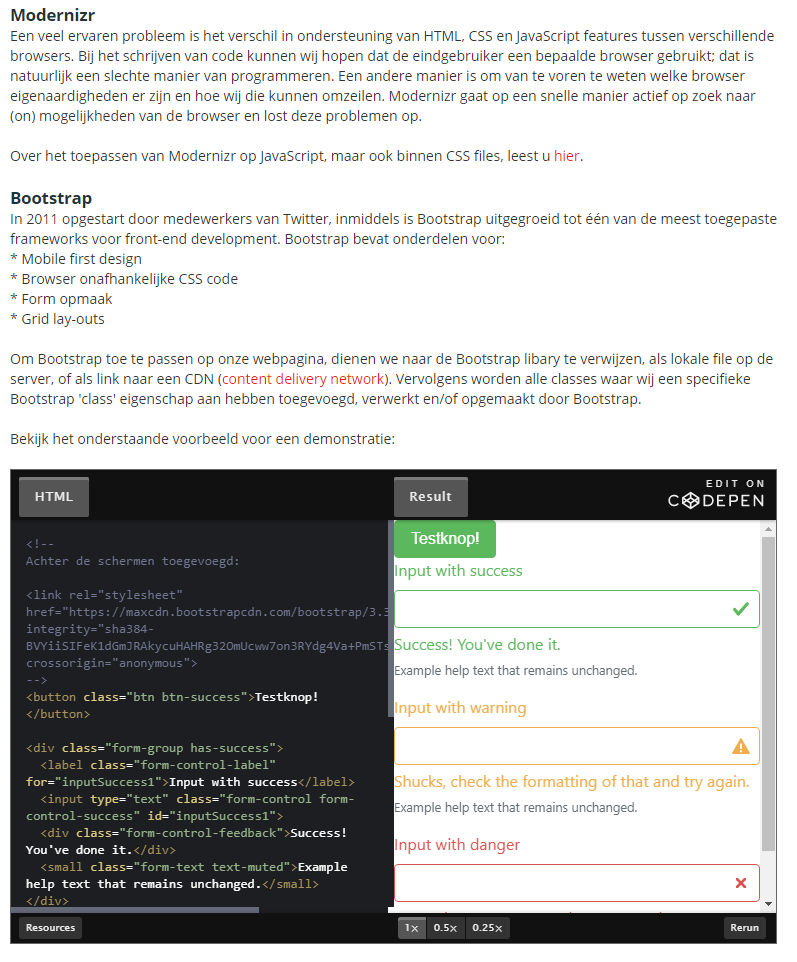 Modernizr
Een veel ervaren probleem is het verschil in ondersteuning van HTML, CSS en JavaScript features tussen verschillende
browsers. Bij het schrijven van code kunnen wij hopen dat de eindgebruiker een bepaalde browser gebruikt; dat is
natuurlijk een slechte manier van programmeren. Een andere manier is om van te voren te weten welke browser
eigenaardigheden er zijn en hoe wij die kunnen omzeilen. Modernizr gaat op een snelle manier actief op zoek naar
(on) mogelijkheden van de browser en lost deze problemen op.
Over het toepassen van Modernizr op JavaScript, maar ook binnen CSS files, leest u hier.
Bootstrap
In 2011 opgestart door medewerkers van Twitter, inmiddels is Bootstrap uitgegroeid tot één van de meest toegepaste
frameworks voor front-end development. Bootstrap bevat onderdelen voor:
* Mobile first design
* Browser onafhankelijke CSS code
* Form opmaak
* Grid lay-outs
Om Bootstrap toe te passen op onze webpagina, dienen we naar de Bootstrap libary te verwijzen, als lokale file op de
server, of als link naar een CDN (content delivery network). Vervolgens worden alle classes waar wij een specifieke
Bootstrap 'class' eigenschap aan hebben toegevoegd, verwerkt en/of opgemaakt door Bootstrap.
Bekijk het onderstaande voorbeeld voor een demonstratie:
HTML
Result
EDIT ON
CODEPEN
<!--
Achter de schermen toegevoegd:
<link rel="stylesheet"
href="https://maxcdn.bootstrapcdn.com/bootstrap/3.3
integrity="sha384-
BVYiiSIFeK1dGmJRAkycuHAHRg32OmUcww7on3RYdg4Va+PmSTs
crossorigin="anonymous">
-->
<button class="btn btn-success">Testknop!
</button>
<div class="form-group has-success">
<label class="form-control-label"
for="inputSuccess1">Input with success</label>
<input type="text" class="form-control form-
control-success" id="inputSuccess1">
<div class="form-control-feedback">Success!
You've done it.</div>
<small class="form-text text-muted">Example
help text that remains unchanged.</small>
</div>
Testknop!
Input with success
Success! You've done it.
Example help text that remains unchanged.
Input with warning
Shucks, check the formatting of that and try again.
Example help text that remains unchanged.
Input with danger
Resources
1x
0.5x
0.25x
Rerun